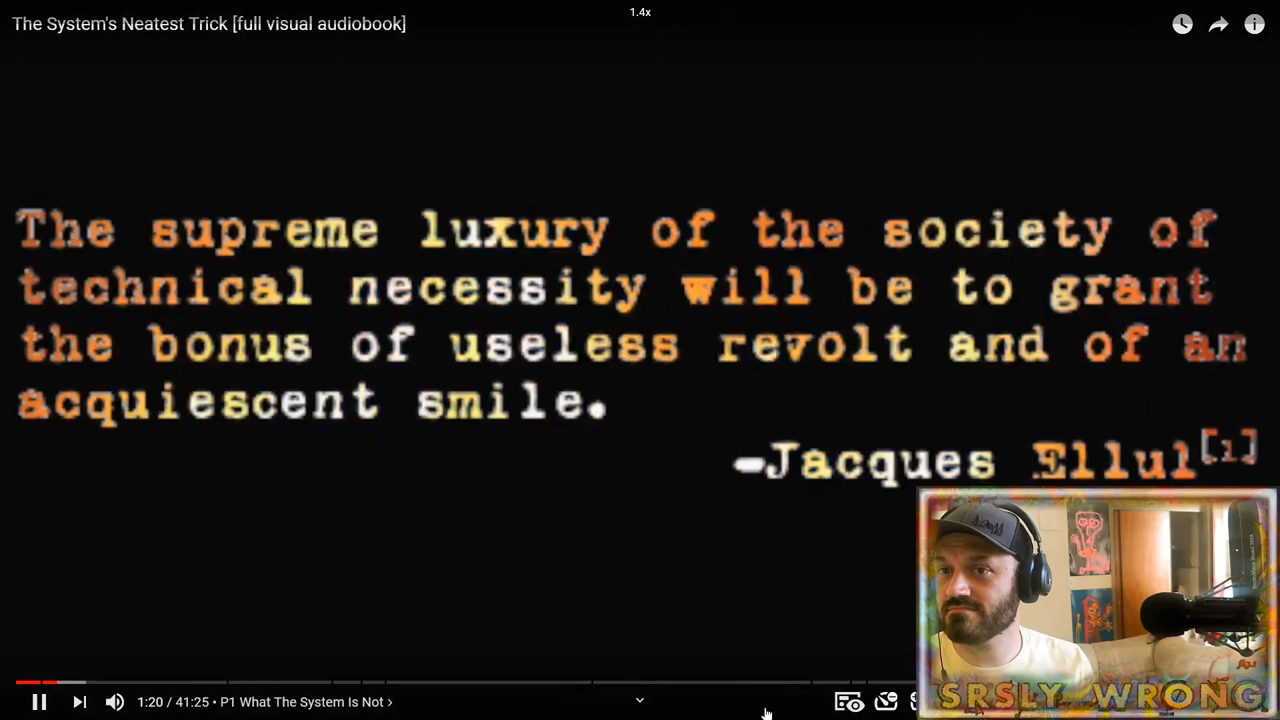 The System's Neatest Trick [full visual audiobook]
1.4x
The supreme luxury of the society of
technical necessity will be to grant
the bonus of useless revolt and of an
acquiescent smile.
-Jacques Ellul[1]
1:20 / 41:25 • P1 What The System Is Not ›
SRSLY WRONG